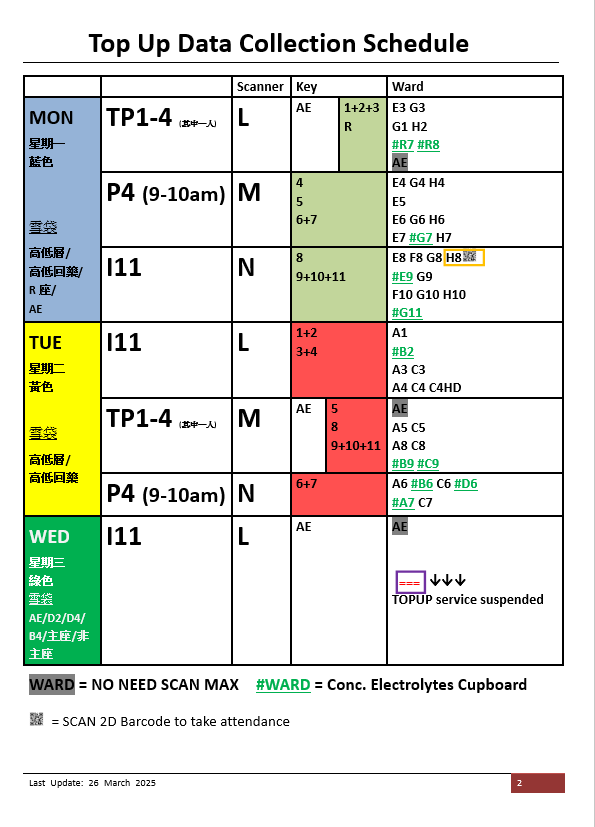 Top Up Data Collection Schedule
Scanner Key Ward
MON
星期一
藍色
雪袋
高低層/
高低回藥/
R 座/
AE
TP1-4 (其中一人) L AE 1+2+3
R
E3 G3
G1 H2
#R7 #R8
AE
P4 (9-10am) M 4
5
6+7
E4 G4 H4
E5
E6 G6 H6
E7 #G7 H7
I11 N 8
9+10+11
E8 F8 G8 H8
#E9 G9
F10 G10 H10
#G11
TUE
星期二
黃色
雪袋
高低層/
高低回藥
I11 L 1+2
3+4
A1
#B2
A3 C3
A4 C4 C4HD
TP1-4 (其中一人) M AE 5
8
9+10+11
AE
A5 C5
A8 C8
#B9 #C9
P4 (9-10am) N 6+7
A6 #B6 C6 #D6
#A7 C7
WED
星期三
綠色
雪袋
AE/D2/D4/
B4/主座/非
主座
I11 L AE AE
=== ↓↓↓
TOPUP service suspended
WARD = NO NEED SCAN MAX #WARD = Conc. Electrolytes Cupboard
= SCAN 2D Barcode to take attendance
Last Update: 26 March 2025 2